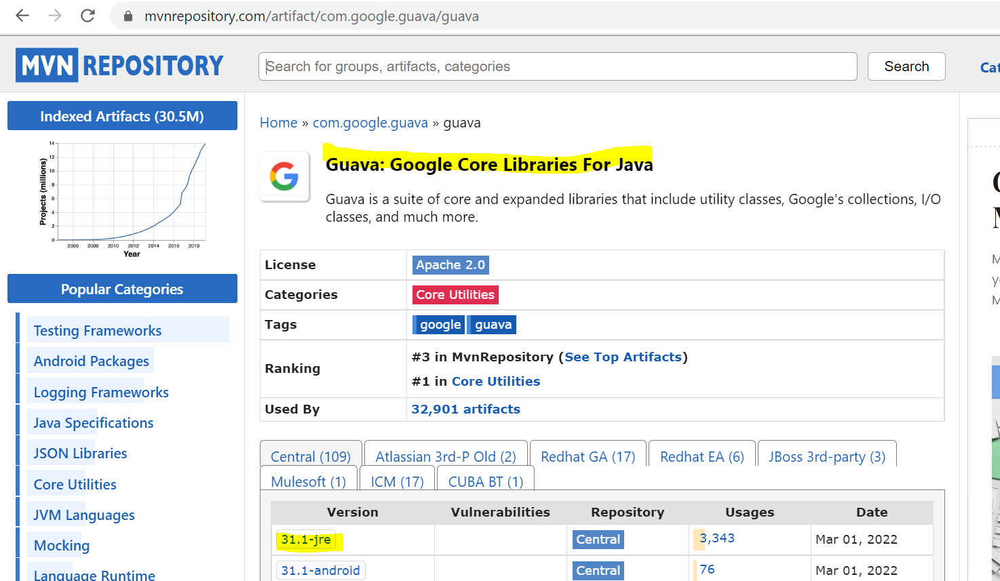 mvnrepository.com/artifact/com.google.guava/guava
MVN REPOSITORY
Search for groups, artifacts, categories
Search
Indexed Artifacts (30.5M)
Projects (millions)
14
12
10
8
6
4
2
0
2006 2008 2010 2012 2014 2016 2018
Year
Popular Categories
Testing Frameworks
Android Packages
Logging Frameworks
Java Specifications
JSON Libraries
Core Utilities
JVM Languages
Mocking
Language Runtime
Home » com.google.guava » guava
Guava: Google Core Libraries For Java
Guava is a suite of core and expanded libraries that include utility classes, Google's collections, I/O
classes, and much more.
License Apache 2.0
Categories Core Utilities
Tags google guava
Ranking #3 in MvnRepository (See Top Artifacts)
#1 in Core Utilities
Used By 32,901 artifacts
Central (109) Atlassian 3rd-P Old (2) Redhat GA (17) Redhat EA (6) JBoss 3rd-party (3)
Mulesoft (1) ICM (17) CUBA BT (1)
Version Vulnerabilities Repository Usages Date
31.1-jre Central 3,343 Mar 01, 2022
31.1-android Central 76 Mar 01, 2022